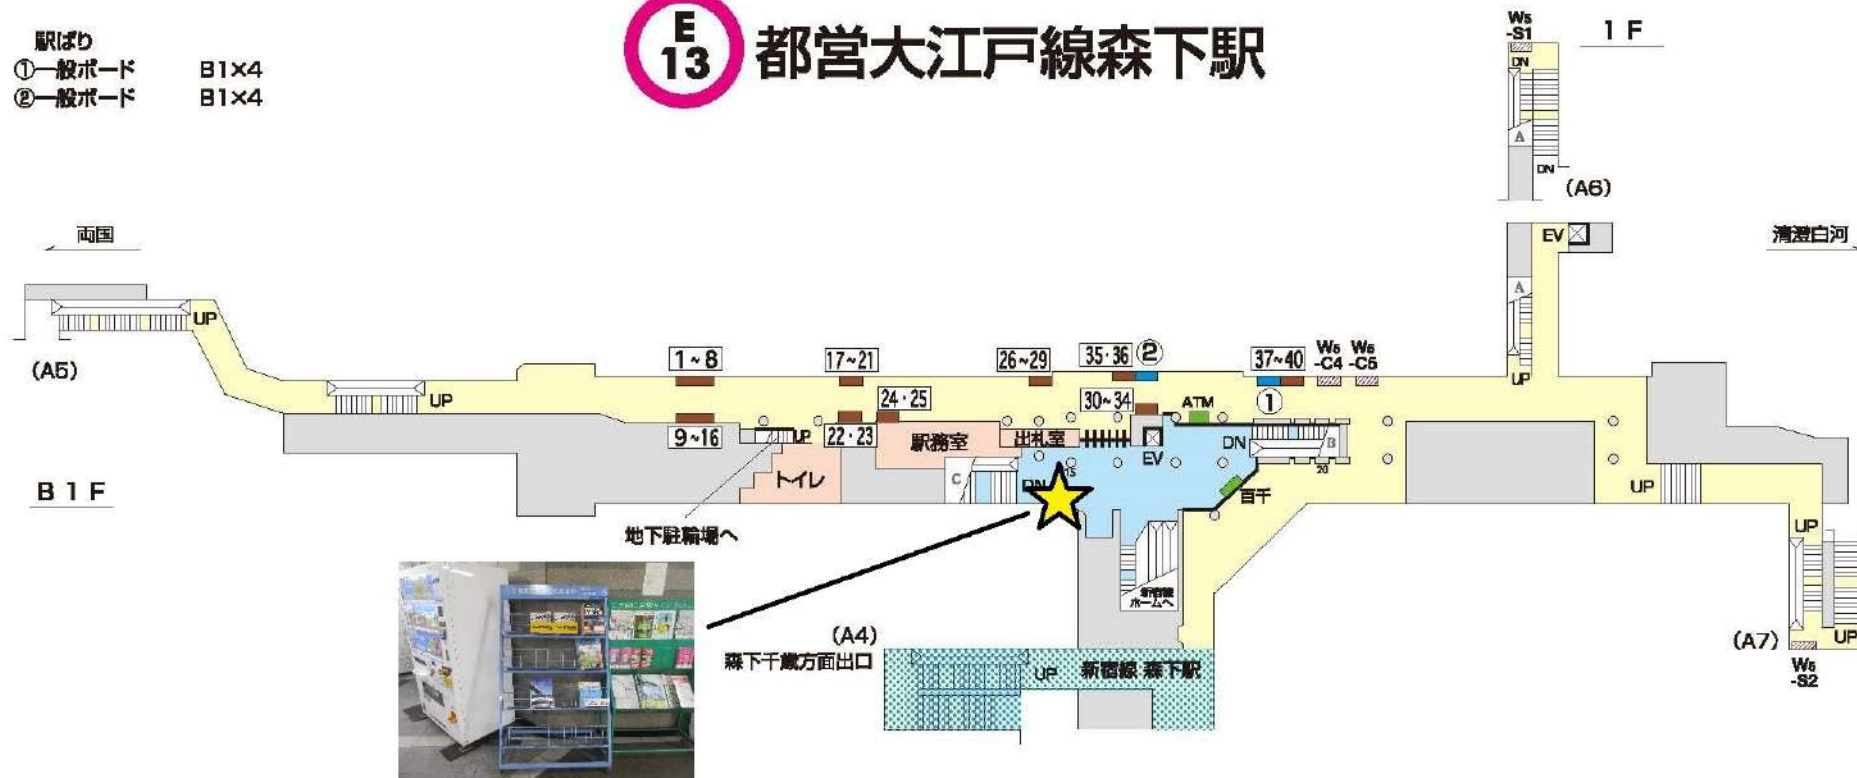 E
13
都営大江戸線森下駅
駅ばり
①一般ボード B1×4
②一般ボード B1×4
1F
W5
-S1
DN
A
DN
(A6)
両国
清澄白河
EV
A
UP
UP
(A5)
UP
1~8
17~21
26~29
35・36
②
37~40
W5
-C4
W5
-C5
9~16
UP
22・23
24・25
30~34
ATM
①
駅務室
出札室
EV
DN
B
20
トイレ
C
DN
15
百千
UP
B1F
地下駐輪場へ
新宿線
ホームへ
UP
(A4)
森下千歳方面出口
UP
新宿線 森下駅
(A7)
UP
W5
-S2